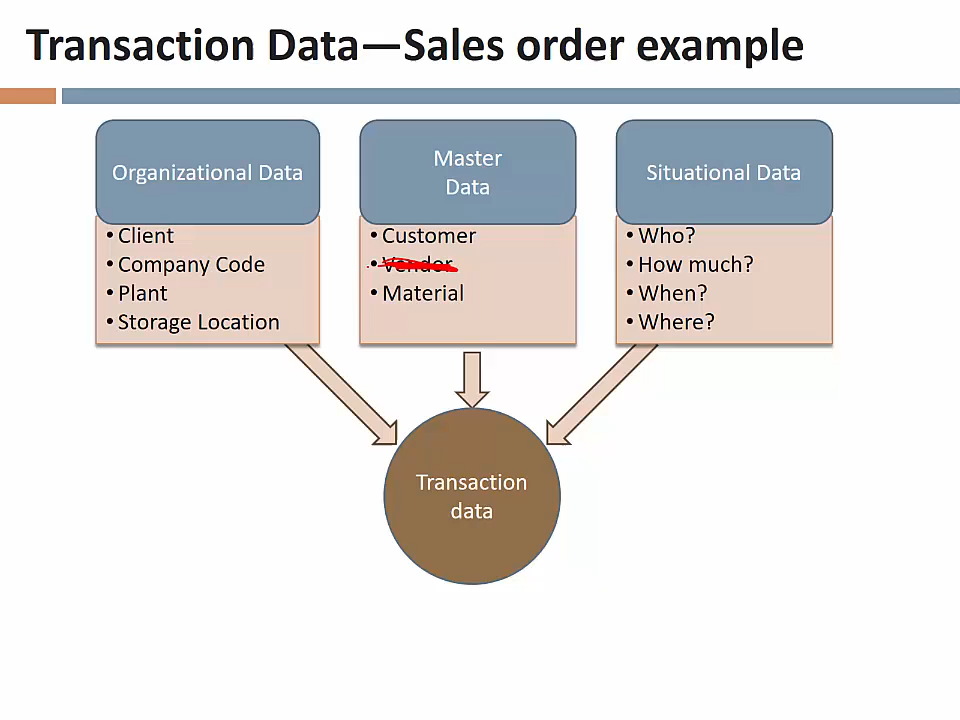 Transaction Data—Sales order example
Organizational Data
• Client
• Company Code
• Plant
• Storage Location
Master
Data
• Customer
• Vendor
• Material
Situational Data
• Who?
• How much?
• When?
• Where?
Transaction
data